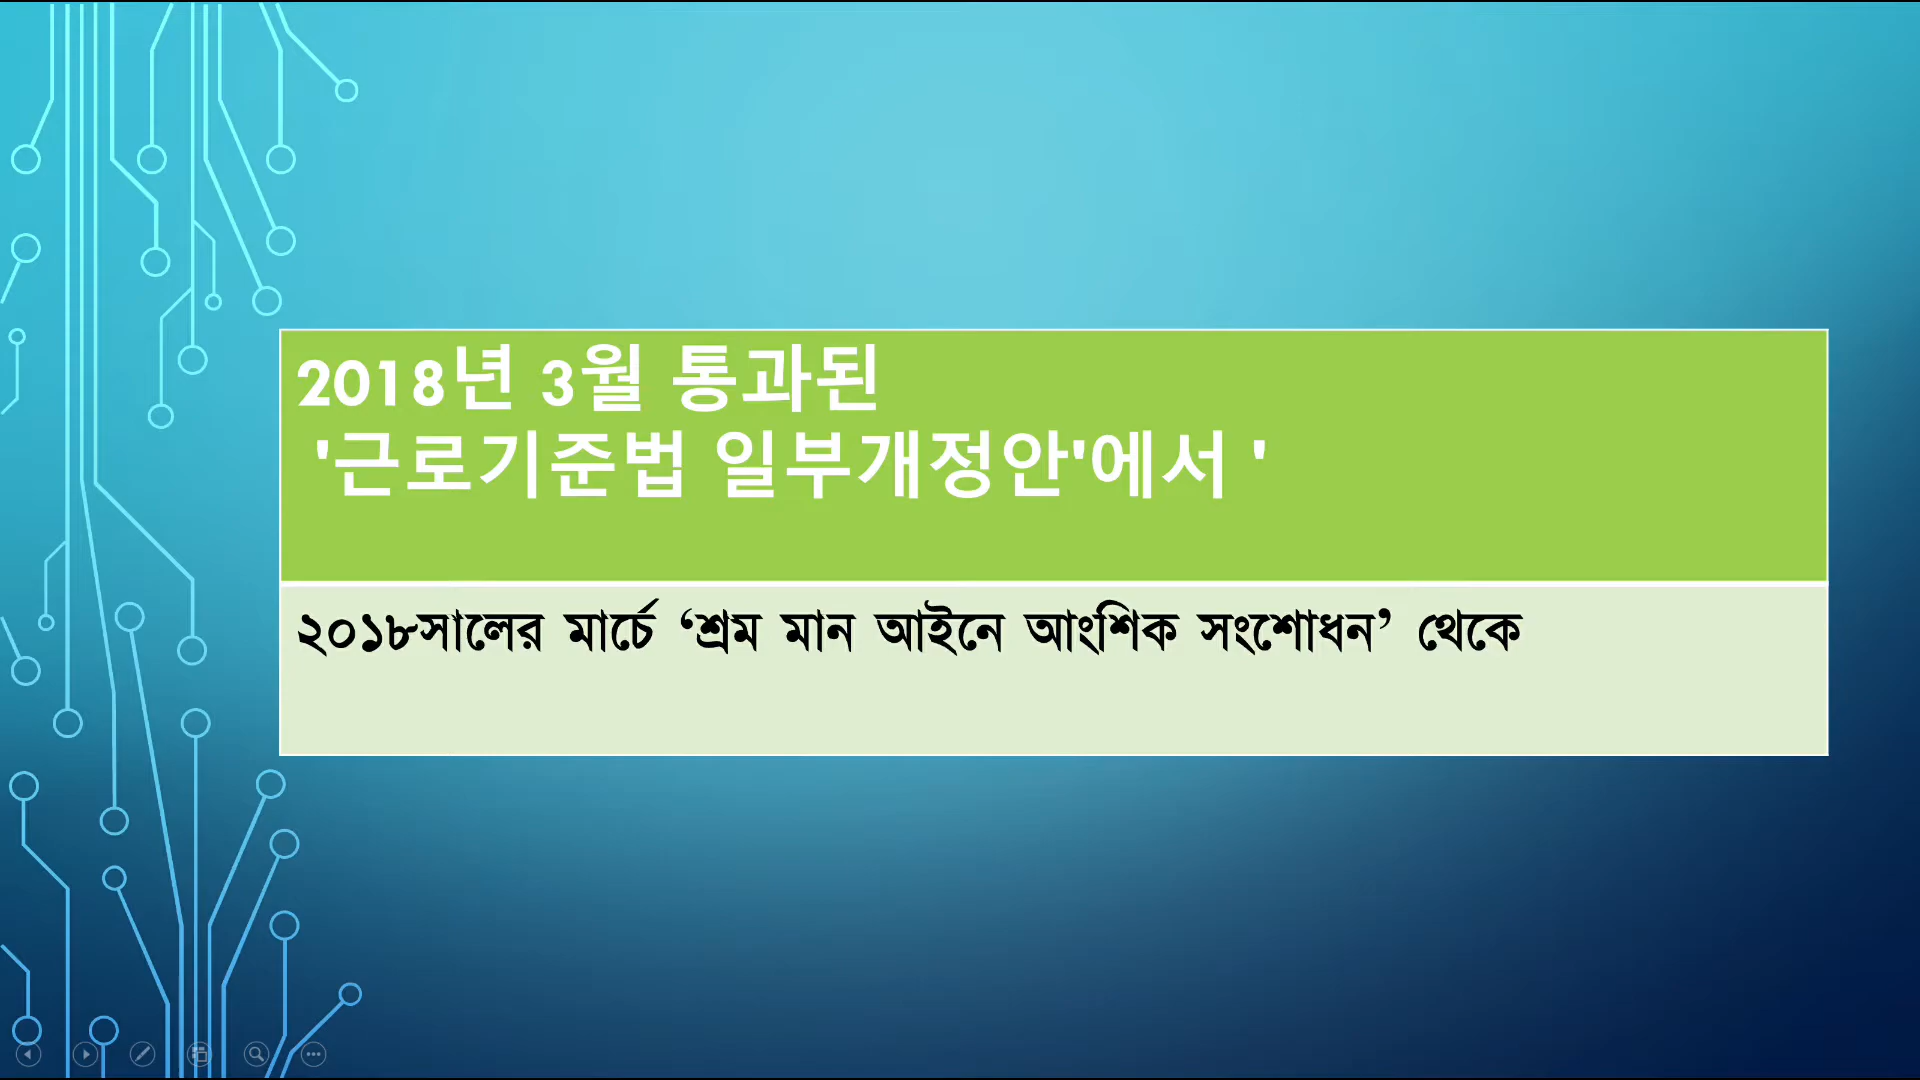 2018년 3월 통과된
'근로기준법 일부개정안'에서 '
২০১৮সালের মার্চে ‘শ্রম মান আইনে আংশিক সংশোধন’ থেকে